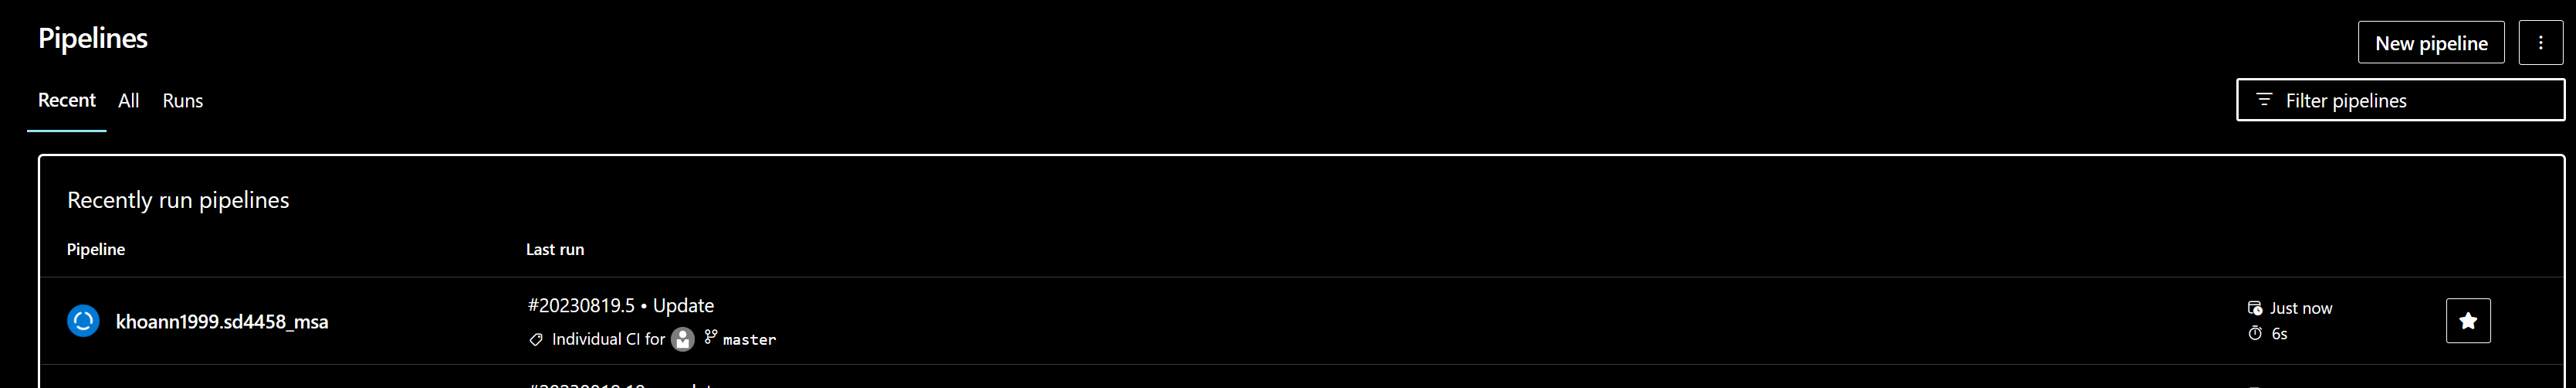 Pipelines
New pipeline
Recent All Runs
Filter pipelines
Recently run pipelines
Pipeline Last run
khoann1999.sd4458_msa
#20230819.5 • Update
Individual CI for master
Just now
6s